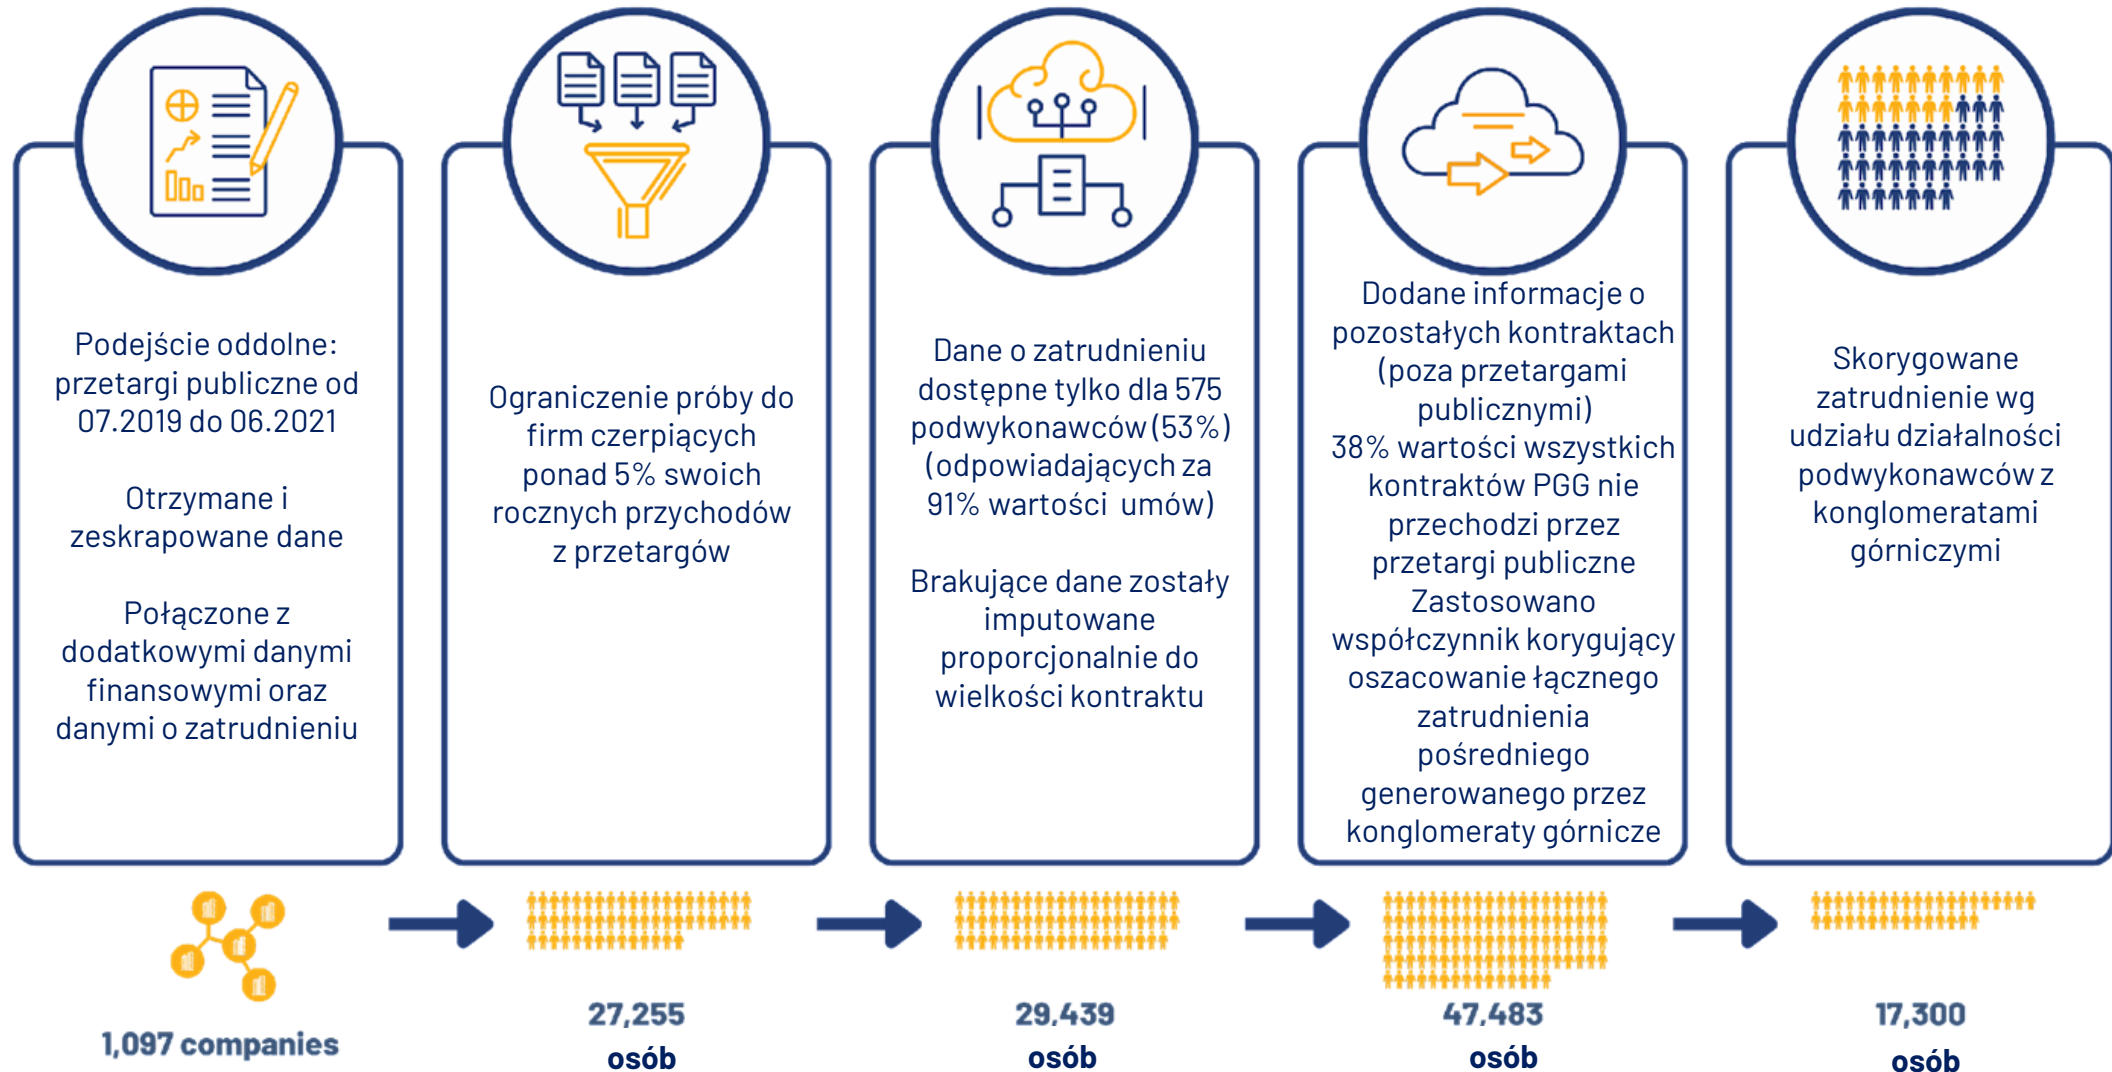 Podejście oddolne:
przetargi publiczne od
07.2019 do 06.2021
Otrzymane i
zeskrapowane dane
Połączone z
dodatkowymi danymi
finansowymi oraz
danymi o zatrudnieniu
1,097 companies
Ograniczenie próby do
firm czerpiących
ponad 5% swoich
rocznych przychodów
z przetargów
27,255
osób
Dane o zatrudnieniu
dostępne tylko dla 575
podwykonawców (53%)
(odpowiadających za
91% wartości umów)
Brakujące dane zostały
imputowane
proporcjonalnie do
wielkości kontraktu
29,439
osób
Dodane informacje o
pozostałych kontraktach
(poza przetargami
publicznymi)
38% wartości wszystkich
kontraktów PGG nie
przechodzi przez
przetargi publiczne
Zastosowano
współczynnik korygujący
oszacowanie łącznego
zatrudnienia
pośredniego
generowanego przez
konglomeraty górnicze
47,483
osób
Skorygowane
zatrudnienie wg
udziału działalności
podwykonawców z
konglomeratami
górniczymi
17,300
osób